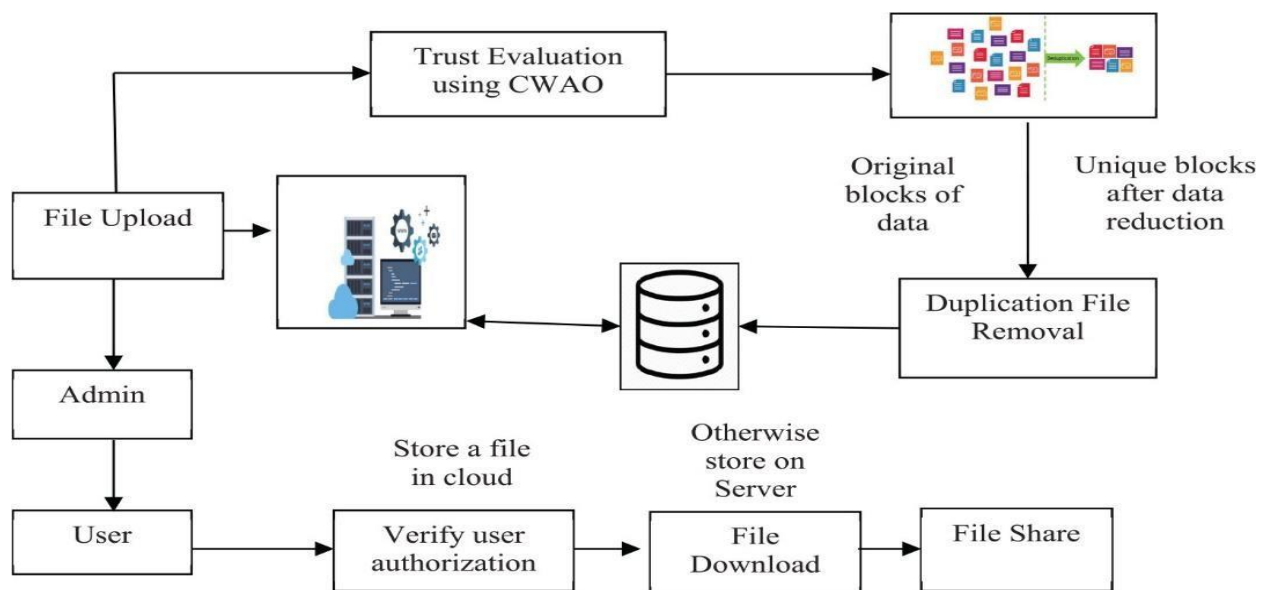 Trust Evaluation
using CWAO
Deduplication
Original
blocks of
data
Unique blocks
after data
reduction
File Upload
Duplication File
Removal
Admin
Store a file
in cloud
Otherwise
store on
Server
User
Verify user
authorization
File
Download
File Share